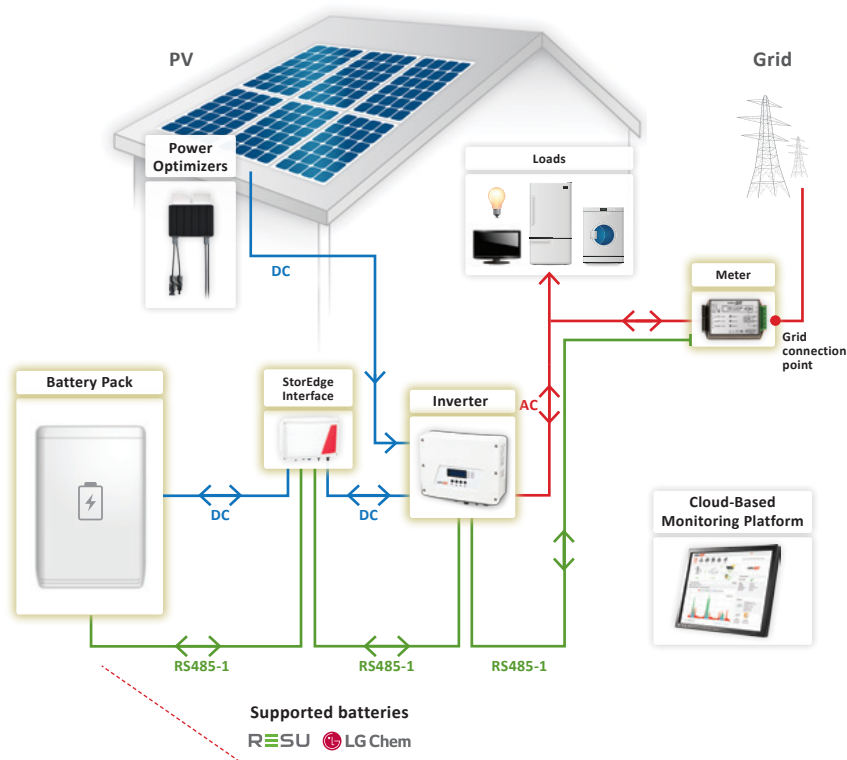 PV
Grid
Power
Optimizers
Loads
DC
Meter
Grid
connection
point
Battery Pack
StorEdge
Interface
Inverter
AC
DC
DC
Cloud-Based
Monitoring Platform
RS485-1
RS485-1
RS485-1
Supported batteries
RESU LG Chem